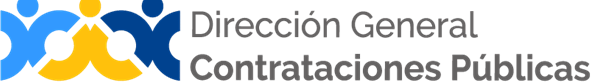 Dirección General
Contrataciones Públicas